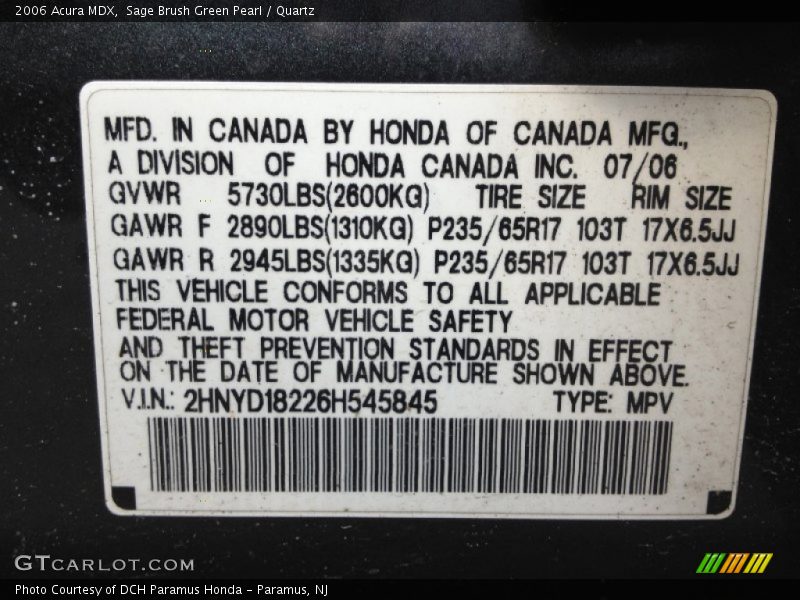 2006 Acura MDX, Sage Brush Green Pearl / Quartz
MFD. IN CANADA BY HONDA OF CANADA MFG.,
A DIVISION OF HONDA CANADA INC. 07/06
GVWR 5730LBS(2600KG) TIRE SIZE RIM SIZE
GAWR F 2890LBS(1310KG) P235/65R17 103T 17X6.5JJ
GAWR R 2945LBS(1335KG) P235/65R17 103T 17X6.5JJ
THIS VEHICLE CONFORMS TO ALL APPLICABLE
FEDERAL MOTOR VEHICLE SAFETY
AND THEFT PREVENTION STANDARDS IN EFFECT
ON THE DATE OF MANUFACTURE SHOWN ABOVE.
V.I.N.: 2HNYD18226H545845 TYPE: MPV
GTCARLOT.COM
Photo Courtesy of DCH Paramus Honda - Paramus, NJ